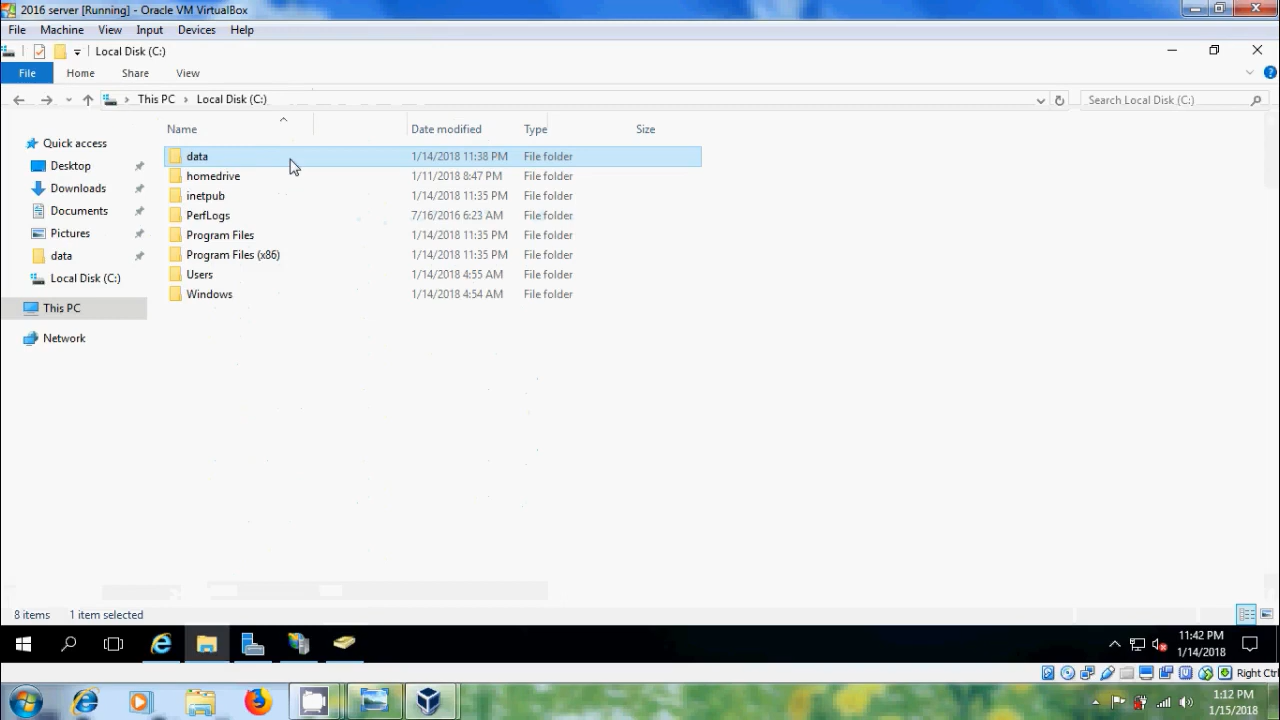 2016 server [Running] - Oracle VM VirtualBox
File Machine View Input Devices Help
Local Disk (C:)
File Home Share View
This PC Local Disk (C:) Search Local Disk (C:)
Name Date modified Type Size
Quick access
Desktop
Downloads
Documents
Pictures
data
Local Disk (C:)
This PC
Network
data 1/14/2018 11:38 PM File folder
homedrive 1/11/2018 8:47 PM File folder
inetpub 1/14/2018 11:35 PM File folder
PerfLogs 7/16/2016 6:23 AM File folder
Program Files 1/14/2018 11:35 PM File folder
Program Files (x86) 1/14/2018 11:35 PM File folder
Users 1/14/2018 4:55 AM File folder
Windows 1/14/2018 4:54 AM File folder
8 items 1 item selected
11:42 PM
1/14/2018
Right Ctrl
1:12 PM
1/15/2018